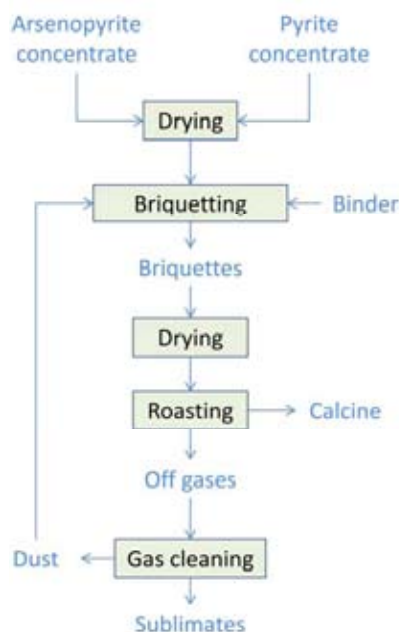 Arsenopyrite
concentrate
Pyrite
concentrate
Drying
Briquetting
Binder
Briquettes
Drying
Roasting
Calcine
Off gases
Dust
Gas cleaning
Sublimates